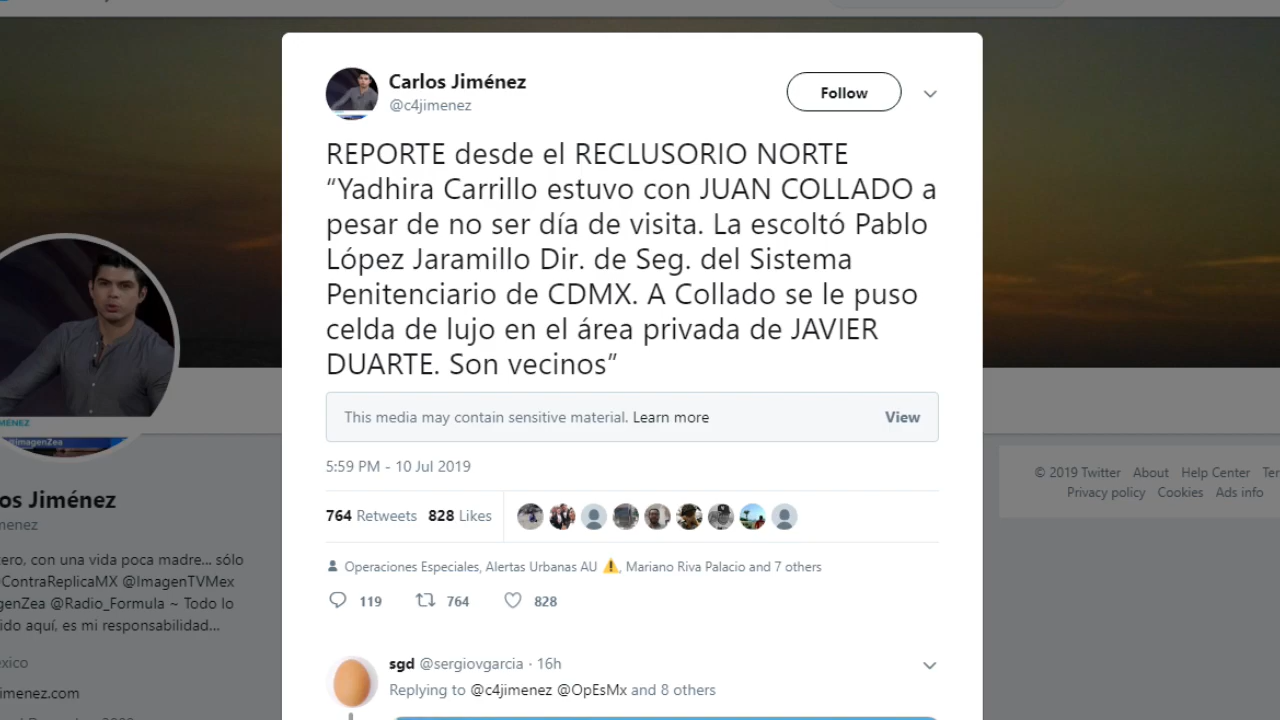 Carlos Jiménez
@c4jimenez
Follow
REPORTE desde el RECLUSORIO NORTE
“Yadhira Carrillo estuvo con JUAN COLLADO a
pesar de no ser día de visita. La escoltó Pablo
López Jaramillo Dir. de Seg. del Sistema
Penitenciario de CDMX. A Collado se le puso
celda de lujo en el área privada de JAVIER
DUARTE. Son vecinos”
This media may contain sensitive material. Learn more
View
5:59 PM - 10 Jul 2019
764 Retweets 828 Likes
Operaciones Especiales, Alertas Urbanas AU ⚠, Mariano Riva Palacio and 7 others
119 764 828
sgd @sergiovgarcia · 16h
Replying to @c4jimenez @OpEsMx and 8 others
MÉNEZ
@imagenZea
os Jiménez
menez
ero, con una vida poca madre... sólo
ContraReplicaMX @ImagenTVMex
genZea @Radio_Formula ~ Todo lo
ido aquí, es mi responsabilidad...
éxico
imenez.com
© 2019 Twitter About Help Center Ter
Privacy policy Cookies Ads info